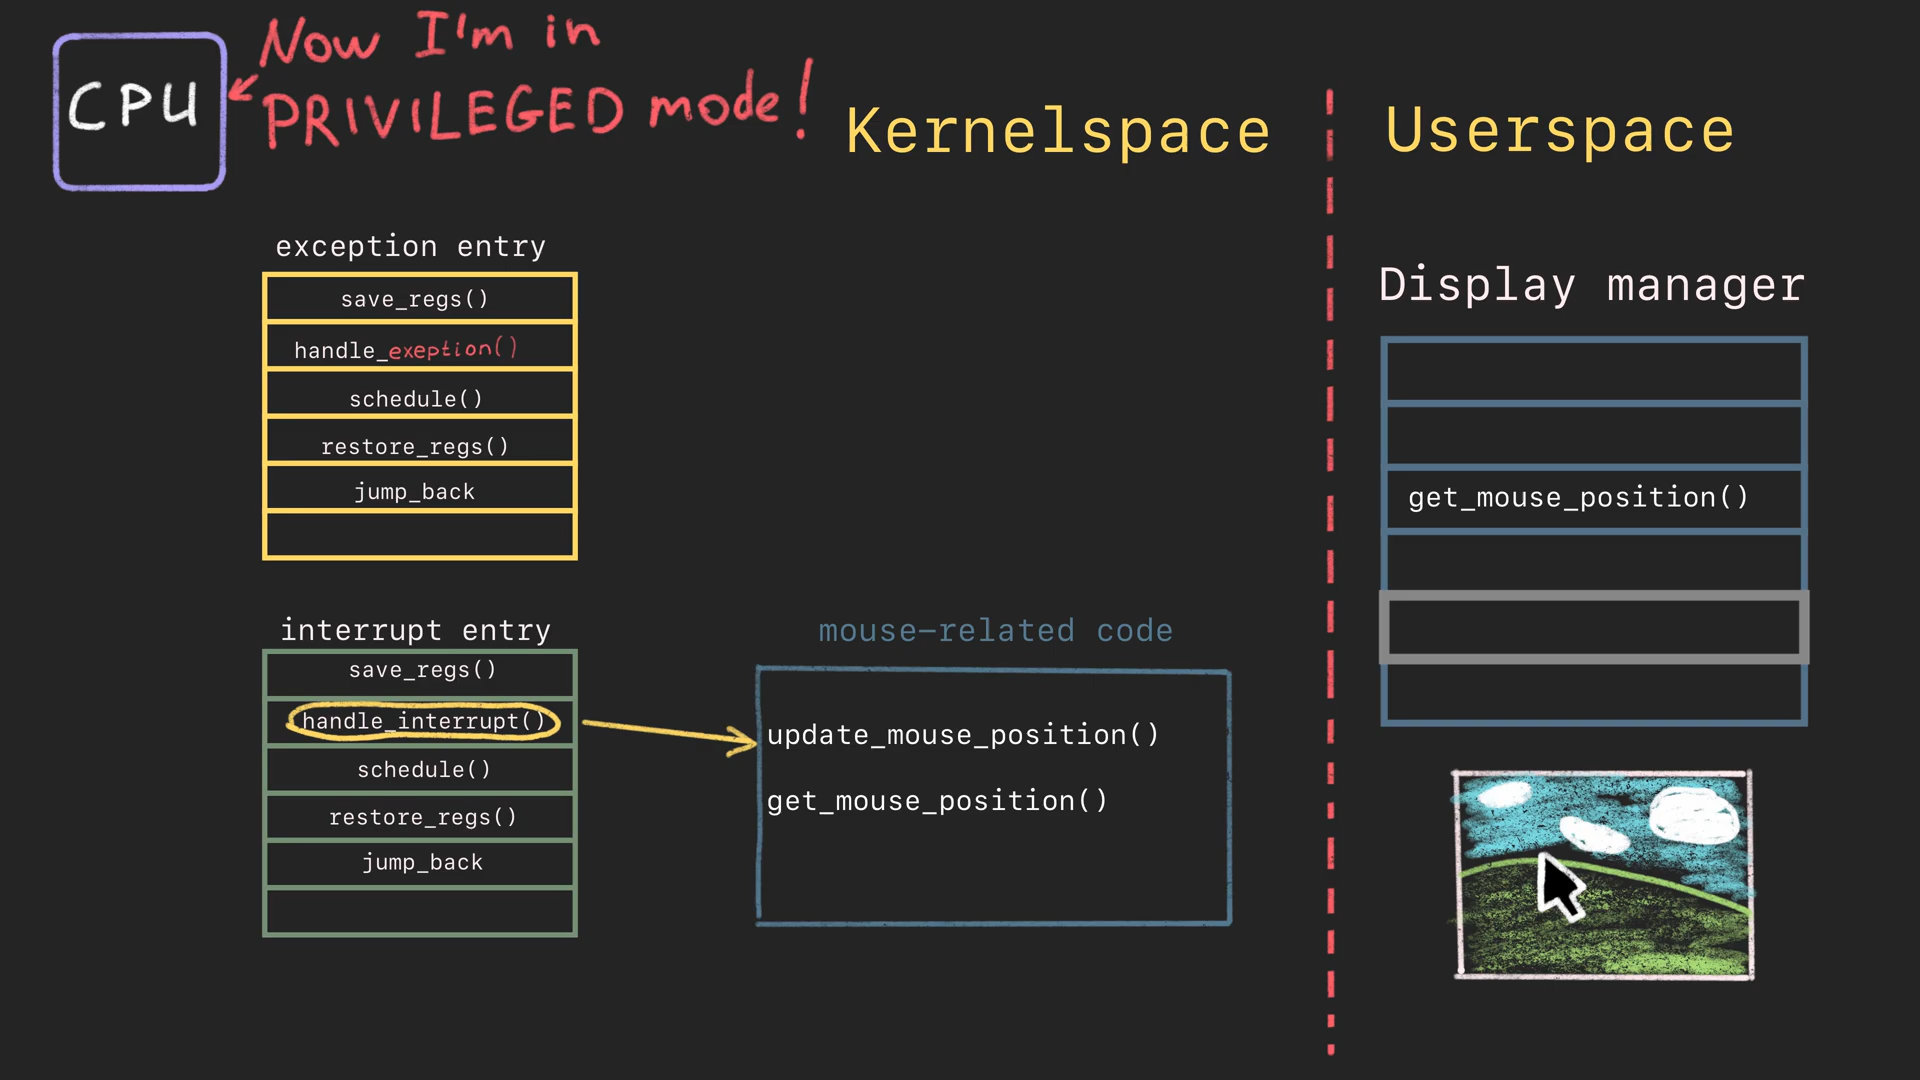 CPU
Now I'm in
PRIVILEGED mode!
Kernelspace
Userspace
exception entry
save_regs()
handle_exeption()
schedule()
restore_regs()
jump_back
interrupt entry
save_regs()
handle_interrupt()
schedule()
restore_regs()
jump_back
mouse-related code
update_mouse_position()
get_mouse_position()
Display manager
get_mouse_position()